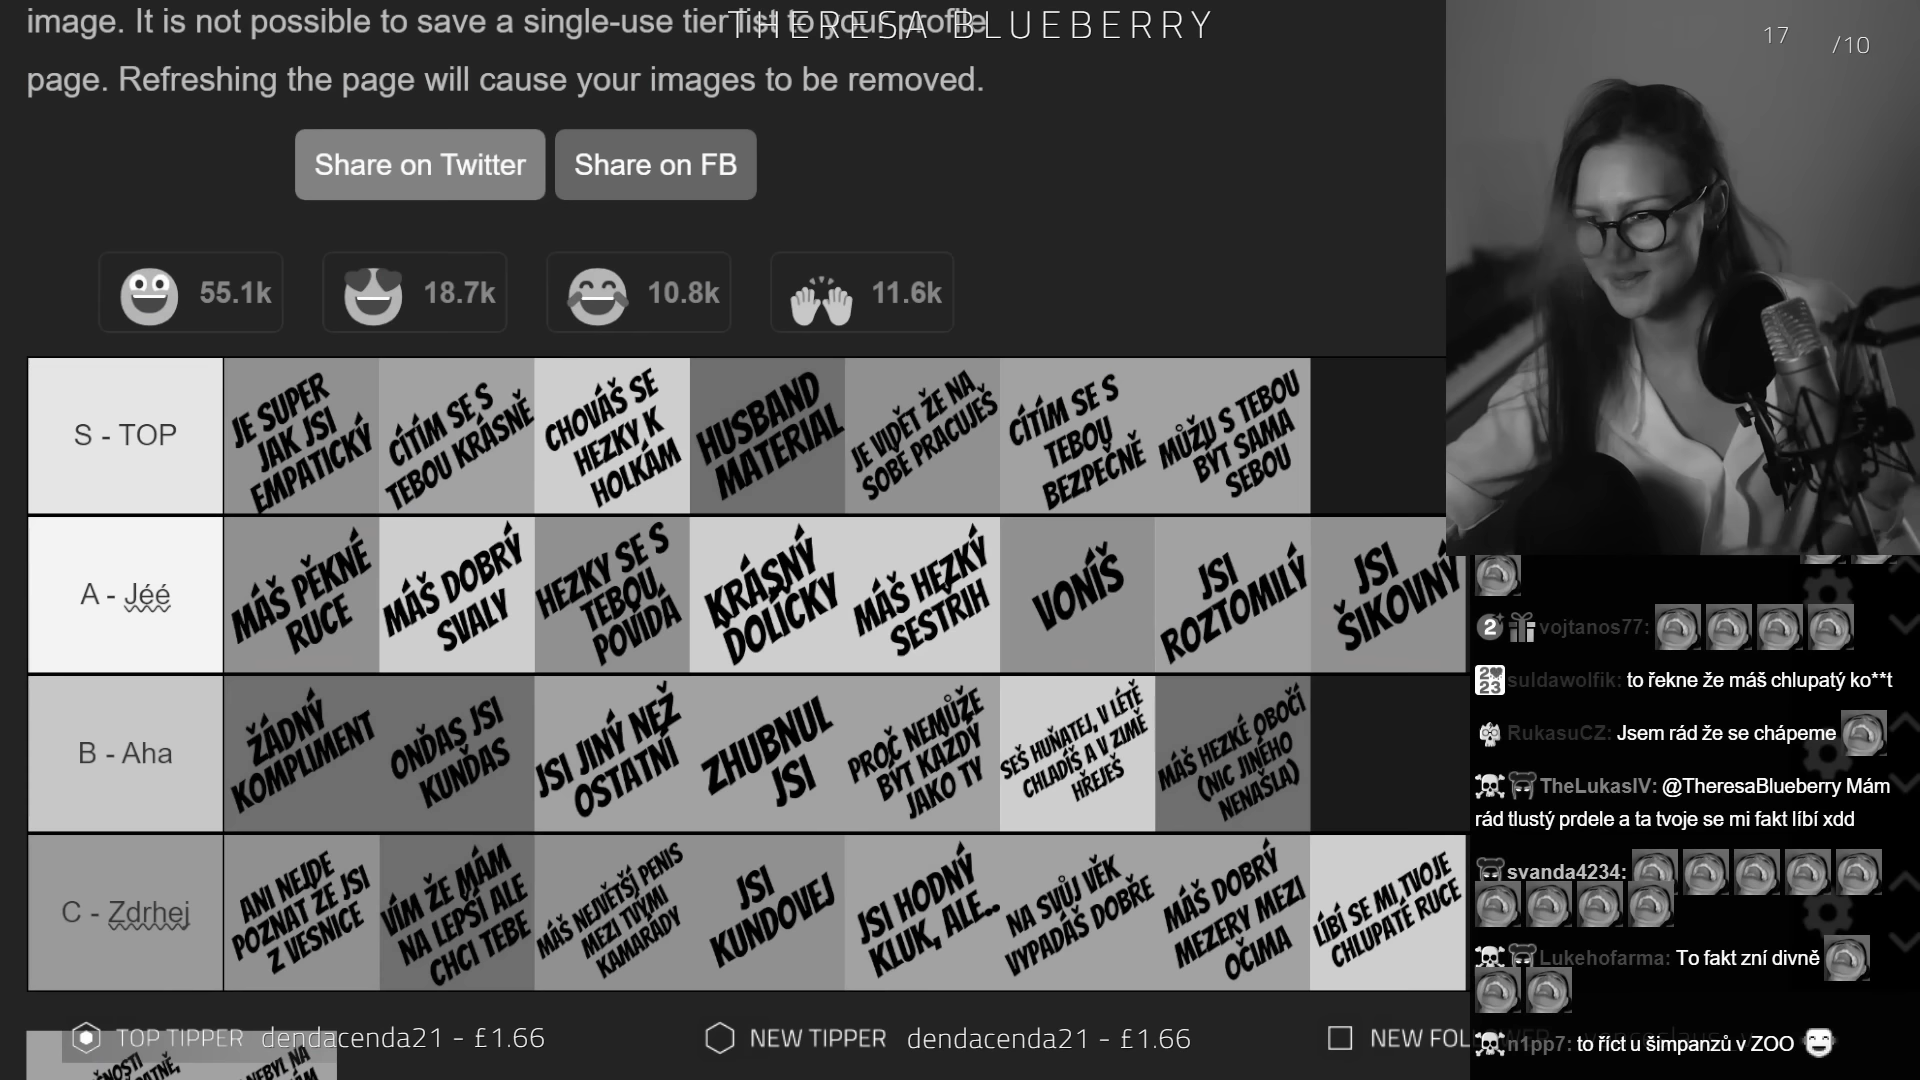 image. It is not possible to save a single-use tier list to your profile
THERESA BLUEBERRY
page. Refreshing the page will cause your images to be removed.
17
/10
Share on Twitter
Share on FB
55.1k
18.7k
10.8k
11.6k
S - TOP
JE SUPER
JAK JSI
EMPATICKÝ
CÍTÍM SE S
TEBOU KRÁSNĚ
CHOVÁŠ SE
HEZKY K
HOLKÁM
HUSBAND
MATERIAL
JE VIDĚT ŽE NA
SOBĚ PRACUJEŠ
CÍTÍM SE S
TEBOU
BEZPEČNĚ
MŮŽU S TEBOU
BÝT SAMA
SEBOU
A - Jéé
MÁŠ PĚKNÉ
RUCE
MÁŠ DOBRÝ
SVALY
HEZKY SE S
TEBOU
POVÍDÁ
KRÁSNÝ
DOLÍČKY
MÁŠ HEZKÝ
SESTŘIH
VONÍŠ
JSI
ROZTOMILÝ
JSI
ŠIKOVNÝ
B - Aha
ŽÁDNÝ
KOMPLIMENT
ONĎAS JSI
KUNĎAS
JSI JINÝ NEŽ
OSTATNÍ
ZHUBNUL
JSI
PROČ NEMŮŽE
BÝT KAŽDÝ
JAKO TY
SEŠ HUŇATEJ, V LÉTĚ
CHLADÍŠ A V ZIMĚ
HŘEJEŠ
MÁŠ HEZKÉ OBOČÍ
(NIC JINÉHO
NENAŠLA)
C - Zdrhej
ANI NEJDE
POZNAT ŽE JSI
Z VESNICE
VÍM ŽE MÁM
NA LEPŠÍ ALE
CHCI TEBE
MÁŠ NEJVĚTŠÍ PENIS
MEZI TVÝMI
KAMARÁDY
JSI
KUNDOVEJ
JSI HODNÝ
KLUK, ALE...
NA SVŮJ VĚK
VYPADÁŠ DOBŘE
MÁŠ DOBRÝ
MEZERY MEZI
OČIMA
LÍBÍ SE MI TVOJE
CHLUPATÉ RUCE
vojtanos77:
suldawolfik: to řekne že máš chlupatý ko**t
RukasuCZ: Jsem rád že se chápeme
TheLukasIV: @TheresaBlueberry Mám
rád tlustý prdele a ta tvoje se mi fakt líbí xdd
svanda4234:
Lukehofarma: To fakt zní divně
n1pp7: to říct u šimpanzů v ZOO
TOP TIPPER dendacenda21 - £1.66
NEW TIPPER dendacenda21 - £1.66
NEW FOLLOWER